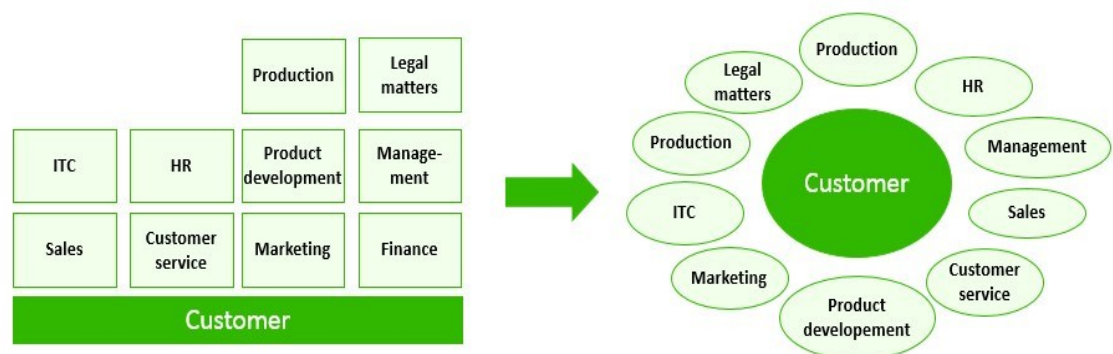 Production
Legal
matters
ITC
HR
Product
development
Manage-
ment
Sales
Customer
service
Marketing
Finance
Customer
Production
Legal
matters
HR
Production
Management
Customer
ITC
Sales
Marketing
Customer
service
Product
developement